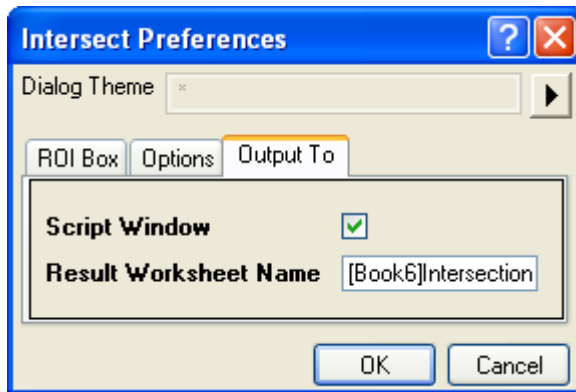 Intersect Preferences
Dialog Theme *
ROI Box Options Output To
Script Window
Result Worksheet Name [Book6]Intersection
OK Cancel